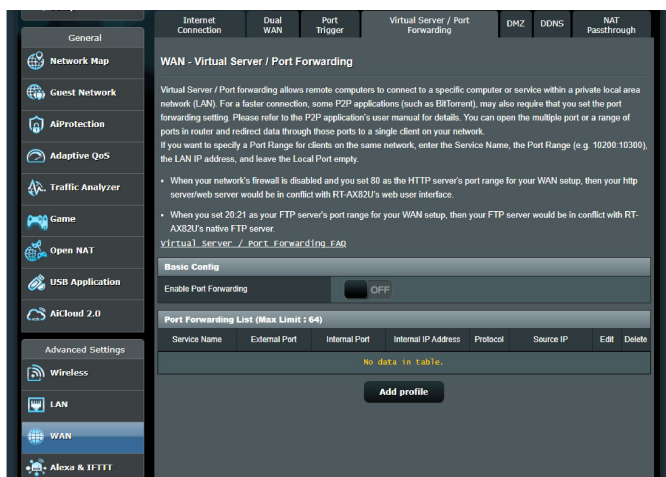 Internet Connection
Dual WAN
Port Trigger
Virtual Server / Port Forwarding
DMZ
DDNS
NAT Passthrough
General
Network Map
Guest Network
AiProtection
Adaptive QoS
Traffic Analyzer
Game
Open NAT
USB Application
AiCloud 2.0
Advanced Settings
Wireless
LAN
WAN
Alexa & IFTTT
WAN - Virtual Server / Port Forwarding
Virtual Server / Port forwarding allows remote computers to connect to a specific computer or service within a private local area
network (LAN). For a faster connection, some P2P applications (such as BitTorrent), may also require that you set the port
forwarding setting. Please refer to the P2P application's user manual for details. You can open the multiple port or a range of
ports in router and redirect data through those ports to a single client on your network.
If you want to specify a Port Range for clients on the same network, enter the Service Name, the Port Range (e.g. 10200:10300),
the LAN IP address, and leave the Local Port empty.
• When your network's firewall is disabled and you set 80 as the HTTP server's port range for your WAN setup, then your http
server/web server would be in conflict with RT-AX82U's web user interface.
• When you set 20:21 as your FTP server's port range for your WAN setup, then your FTP server would be in conflict with RT-
AX82U's native FTP server.
Virtual Server / Port Forwarding FAQ
Basic Config
Enable Port Forwarding OFF
Port Forwarding List (Max Limit : 64)
Service Name External Port Internal Port Internal IP Address Protocol Source IP Edit Delete
No data in table.
Add profile